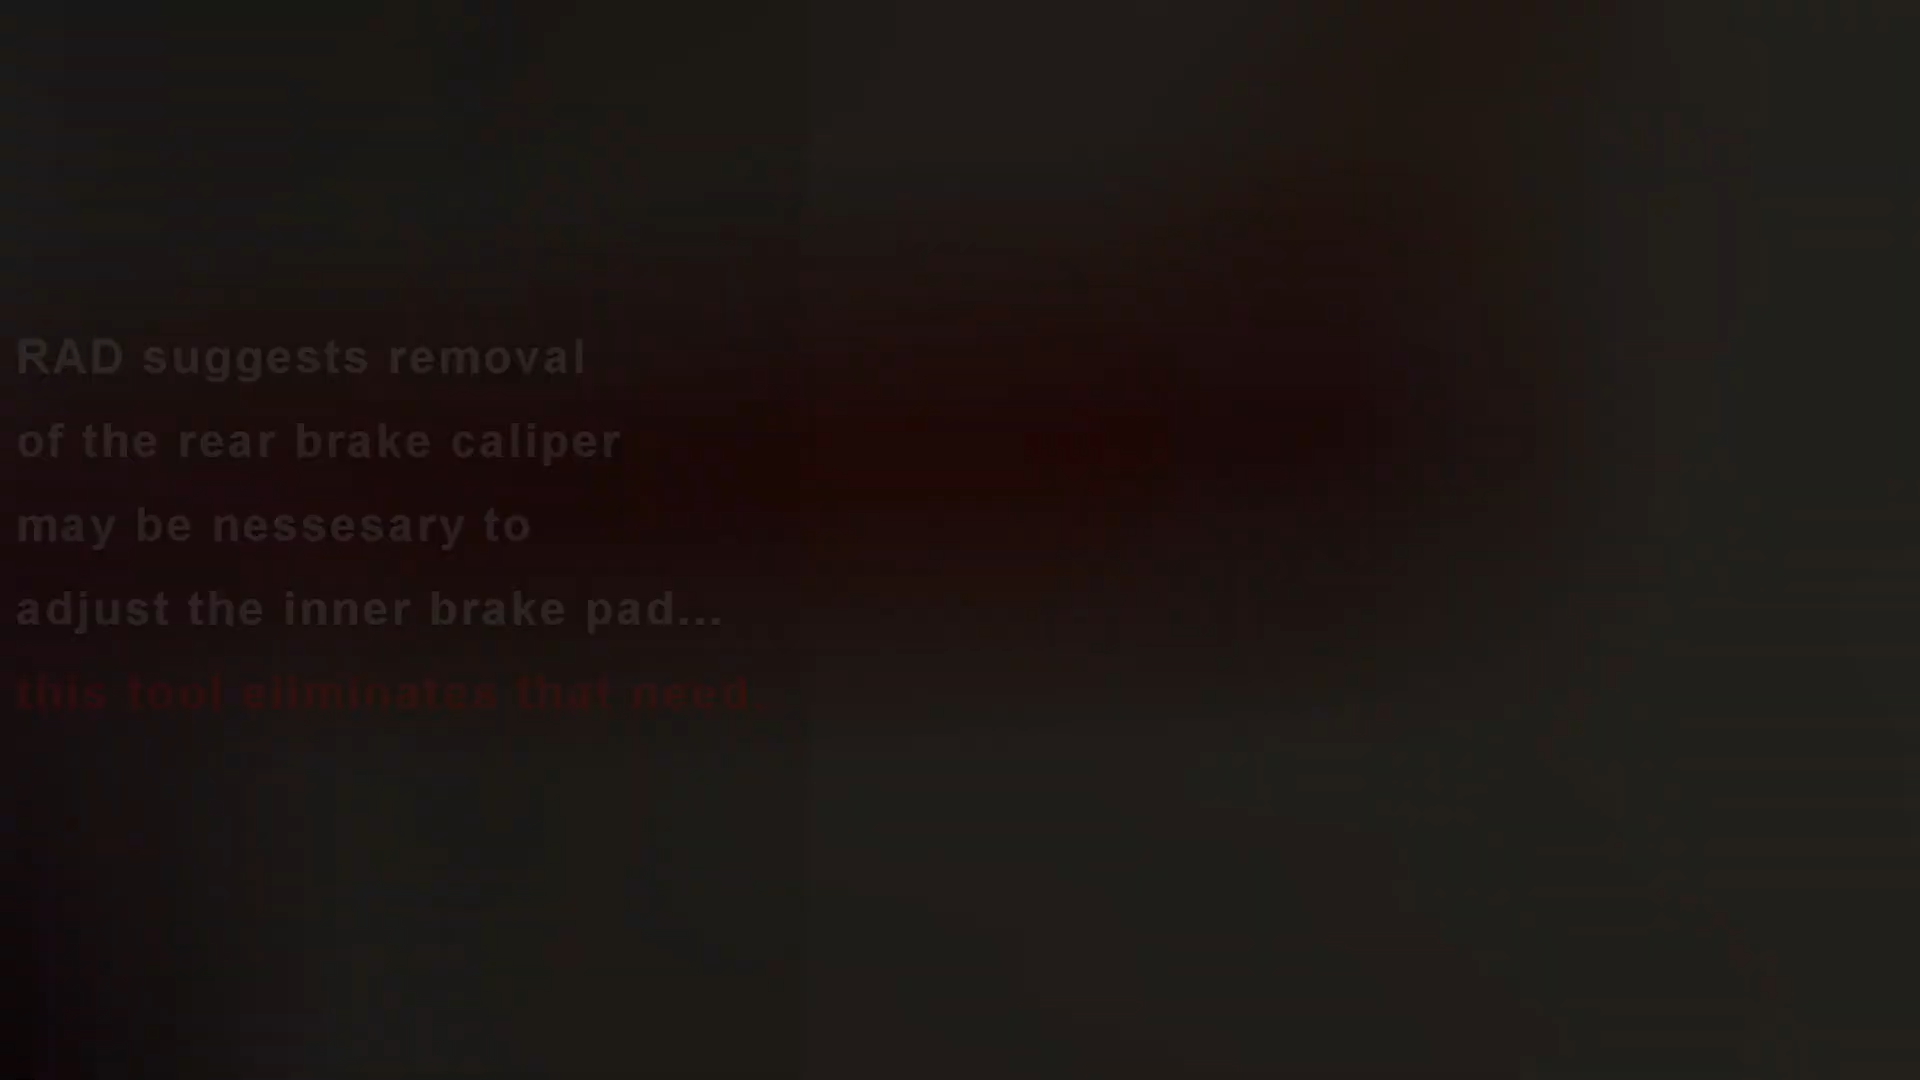 RAD suggests removal
of the rear brake caliper
may be nessesary to
adjust the inner brake pad...
this tool eliminates that need.